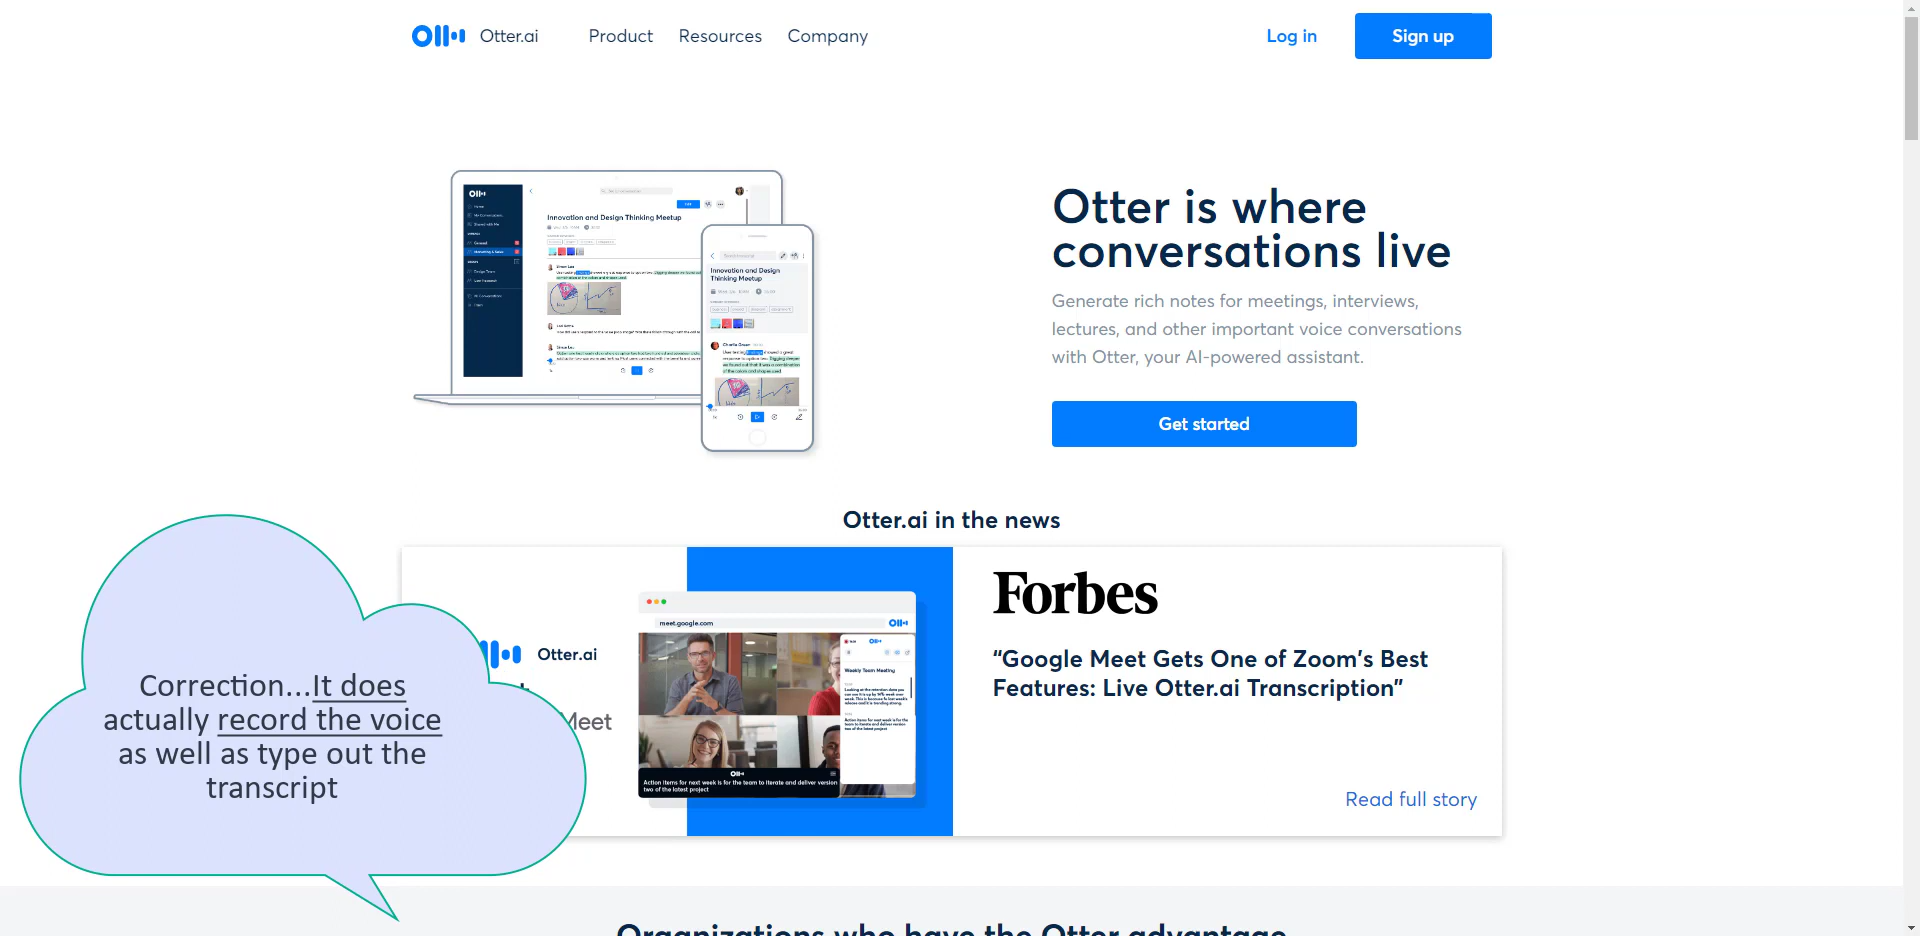 Otter.ai
Product
Resources
Company
Log in
Sign up
Innovation and Design Thinking Meetup
Innovation and Design
Thinking Meetup
Otter is where
conversations live
Generate rich notes for meetings, interviews,
lectures, and other important voice conversations
with Otter, your AI-powered assistant.
Get started
Otter.ai in the news
Otter.ai
Meet
meet.google.com
Weekly Team Meeting
Action items for next week is for the team to iterate and deliver version
two of the latest project
Forbes
“Google Meet Gets One of Zoom’s Best
Features: Live Otter.ai Transcription”
Read full story
Correction...It does
actually record the voice
as well as type out the
transcript
Organizations who have the Otter advantage